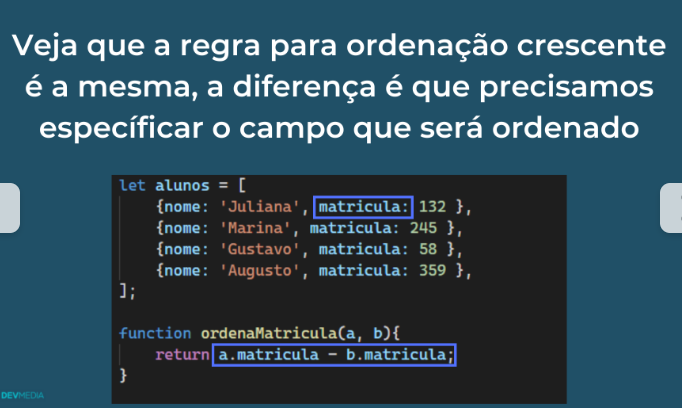 Veja que a regra para ordenação crescente
é a mesma, a diferença é que precisamos
específicar o campo que será ordenado
let alunos = [
{nome: 'Juliana', matricula: 132 },
{nome: 'Marina', matricula: 245 },
{nome: 'Gustavo', matricula: 58 },
{nome: 'Augusto', matricula: 359 },
];
function ordenaMatricula(a, b){
return a.matricula - b.matricula;
}
DEVMEDIA